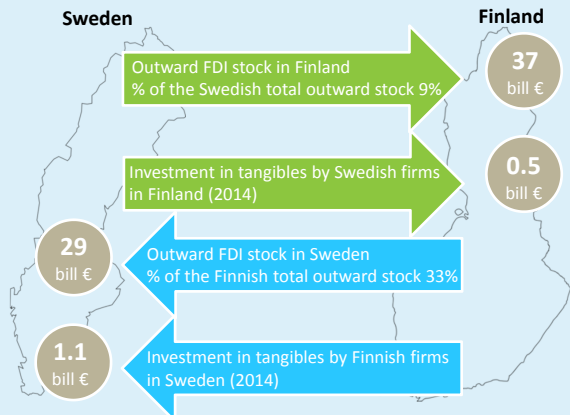 Sweden
Finland
Outward FDI stock in Finland
% of the Swedish total outward stock 9%
37
bill €
Investment in tangibles by Swedish firms
in Finland (2014)
0.5
bill €
29
bill €
Outward FDI stock in Sweden
% of the Finnish total outward stock 33%
1.1
bill €
Investment in tangibles by Finnish firms
in Sweden (2014)